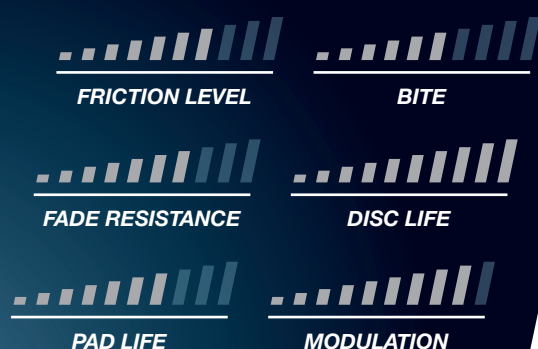 FRICTION LEVEL
BITE
FADE RESISTANCE
DISC LIFE
PAD LIFE
MODULATION